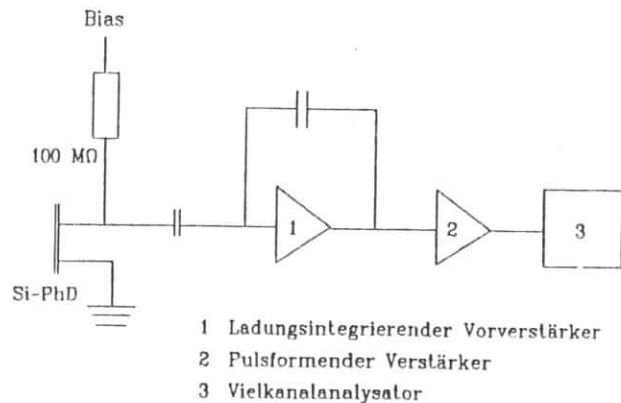 Bias
100 MΩ
Si-PhD
1
2
3
1 Ladungsintegrierender Vorverstärker
2 Pulsformender Verstärker
3 Vielkanalanalysator